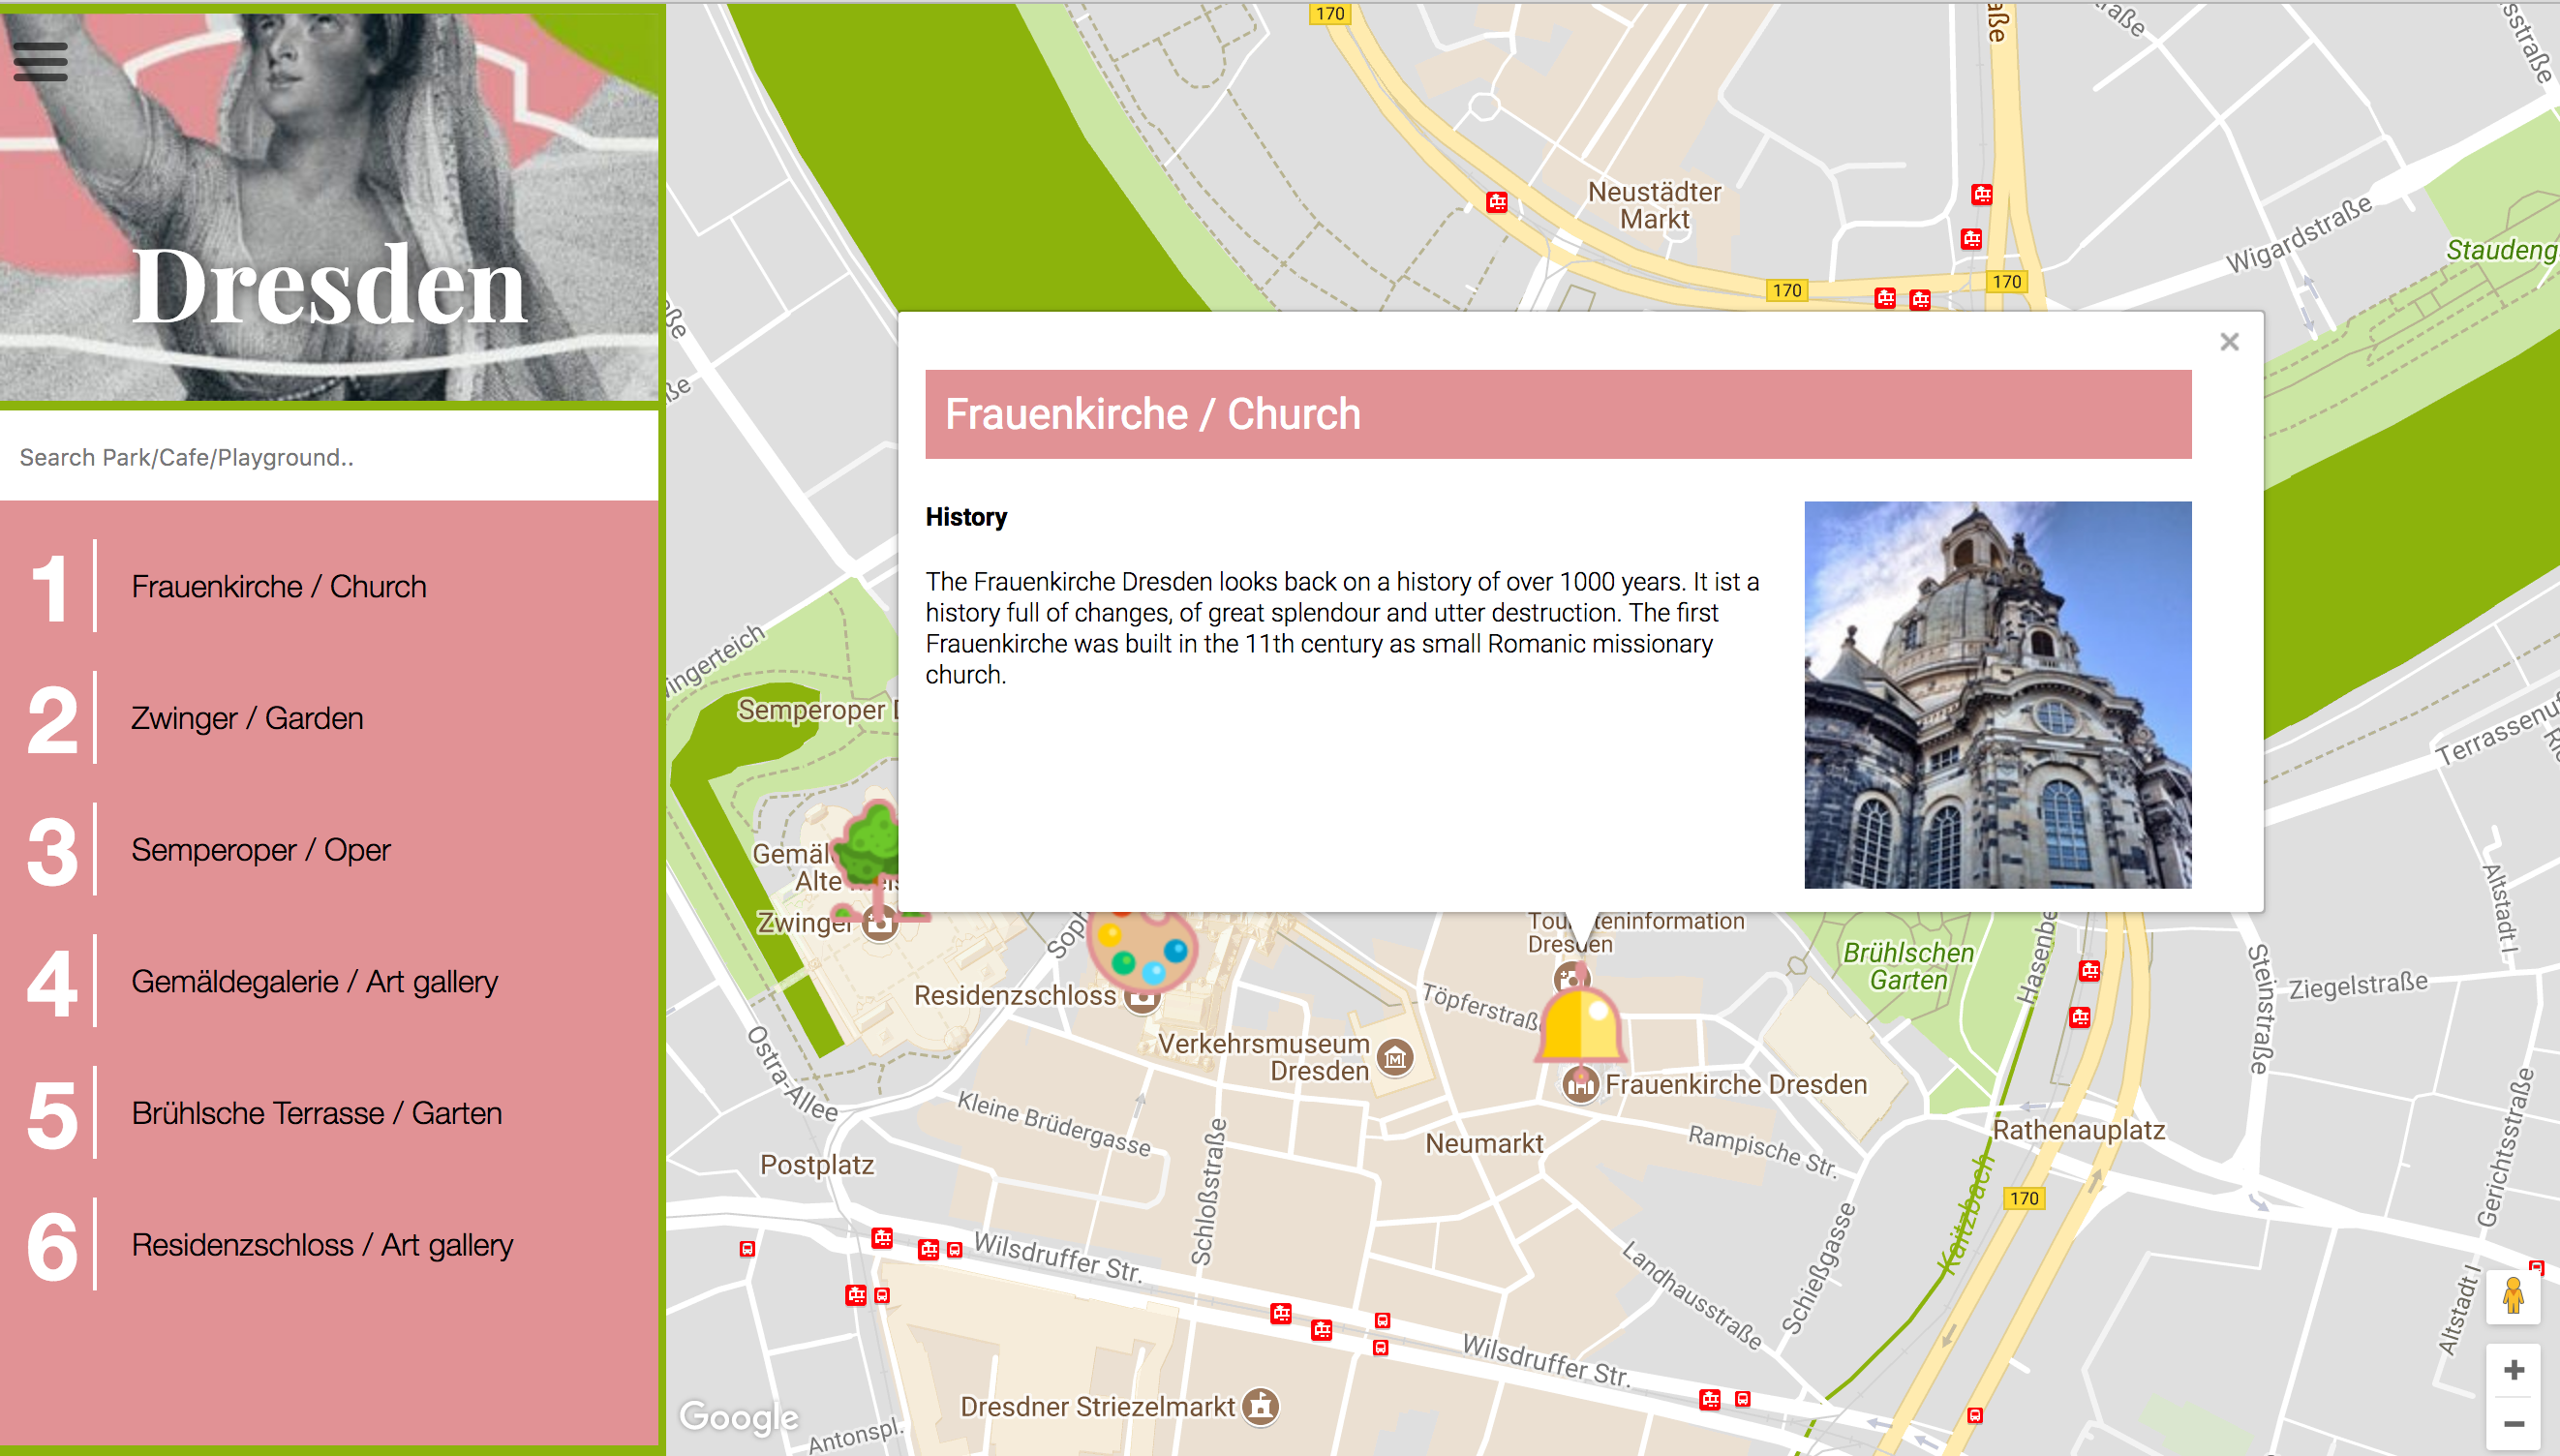 Dresden
Search Park/Cafe/Playground..
1 Frauenkirche / Church
2 Zwinger / Garden
3 Semperoper / Oper
4 Gemäldegalerie / Art gallery
5 Brühlsche Terrasse / Garten
6 Residenzschloss / Art gallery
170
Neustädter
Markt
170
170
Wigardstraße
Staudeng
Frauenkirche / Church
History
The Frauenkirche Dresden looks back on a history of over 1000 years. It ist a
history full of changes, of great splendour and utter destruction. The first
Frauenkirche was built in the 11th century as small Romanic missionary
church.
wingerteich
Semperoper
Terrassenuf
Gemäl
Alte
Zwinger
Soph
Residenzschloss
Dresden
Töpferstraß
Brühlschen
Garten
Hasenbe
Steinstraße
Ziegelstraße
Altstadt I
Verkehrsmuseum
Dresden
Frauenkirche Dresden
Ostra-Allee
Kleine Brüdergasse
Schloßstraße
Neumarkt
Rampische Str.
Rathenauplatz
Gerichtsstraße
Postplatz
170
Kaitzbach
Schießgasse
Landhausstraße
Wilsdruffer Str.
Wilsdruffer Str.
Altstadt I
Dresdner Striezelmarkt
Google
Antonspl.